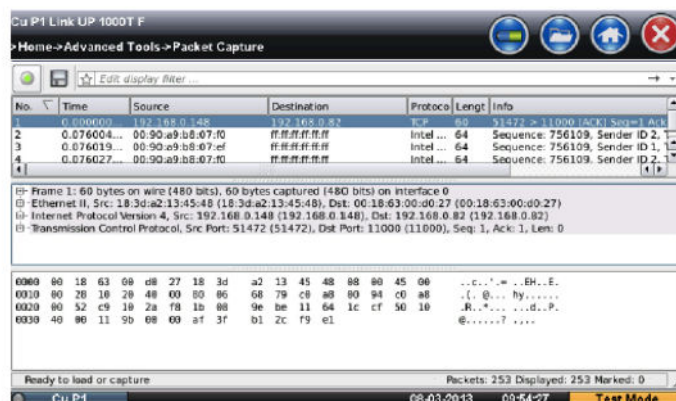 Cu P1 Link UP 1000T F
>Home->Advanced Tools->Packet Capture
Edit display filter ...
No. Time Source Destination Protoco Lengt Info
1 0.000000... 192.168.0.148 192.168.0.82 TCP 60 51472 > 11000 [ACK] Seq=1 Ack
2 0.076004... 00:90:a9:b8:07:f0 ff:ff:ff:ff:ff:ff Intel ... 64 Sequence: 756109, Sender ID 2, T
3 0.076019... 00:90:a9:b8:07:ef ff:ff:ff:ff:ff:ff Intel ... 64 Sequence: 756109, Sender ID 1, T
4 0.076027... 00:90:a9:b8:07:f0 ff:ff:ff:ff:ff:ff Intel ... 64 Sequence: 756109, Sender ID 2, T
Frame 1: 60 bytes on wire (480 bits), 60 bytes captured (480 bits) on interface 0
Ethernet II, Src: 18:3d:a2:13:45:48 (18:3d:a2:13:45:48), Dst: 00:18:63:00:d0:27 (00:18:63:00:d0:27)
Internet Protocol Version 4, Src: 192.168.0.148 (192.168.0.148), Dst: 192.168.0.82 (192.168.0.82)
Transmission Control Protocol, Src Port: 51472 (51472), Dst Port: 11000 (11000), Seq: 1, Ack: 1, Len: 0
0000 00 18 63 00 d0 27 18 3d a2 13 45 48 08 00 45 00 ..c..'.= ..EH..E.
0010 00 28 10 20 40 00 80 06 68 79 c0 a8 00 94 c0 a8 .(. @... hy......
0020 00 52 c9 10 2a f8 1b 08 9e be 11 64 1c cf 50 10 .R..*... ...d..P.
0030 40 00 11 9b 00 00 af 3f b1 2c f9 e1 @......? .,..
Ready to load or capture Packets: 253 Displayed: 253 Marked: 0
Cu P1 08-03-2013 09:54:27 Test Mode